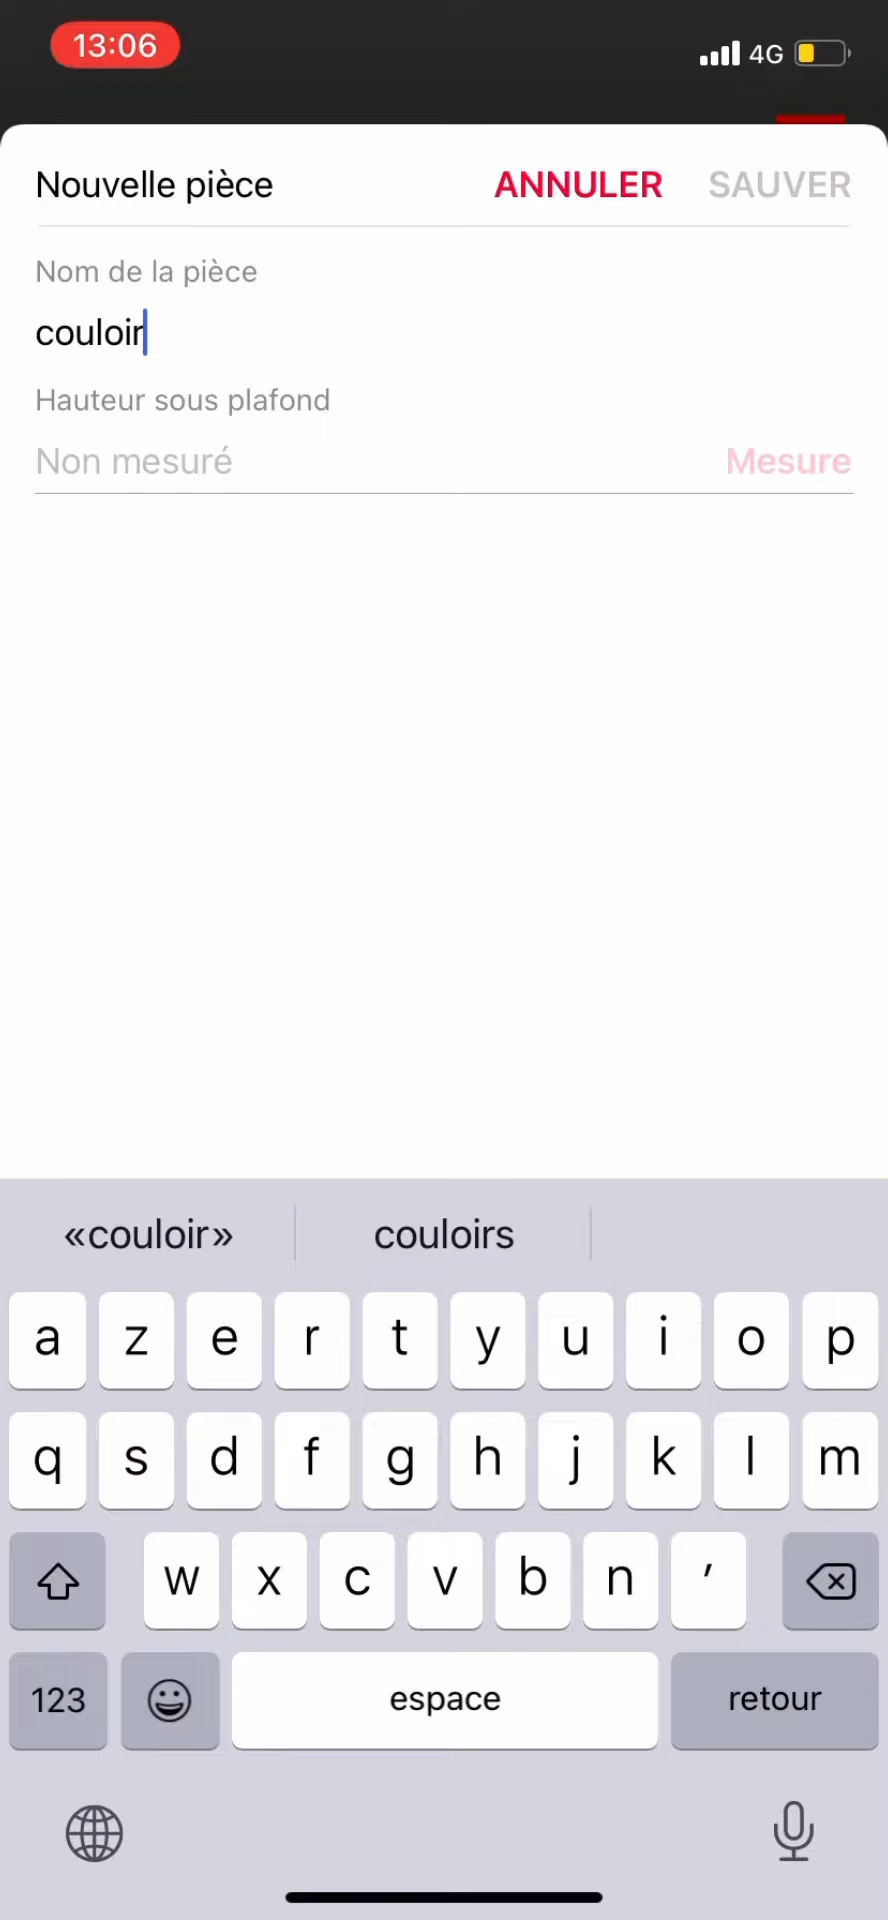 13:06
4G
Nouvelle pièce ANNULER SAUVER
Nom de la pièce
couloir
Hauteur sous plafond
Non mesuré Mesure
«couloir» couloirs
a z e r t y u i o p
q s d f g h j k l m
w x c v b n ′
123 espace retour